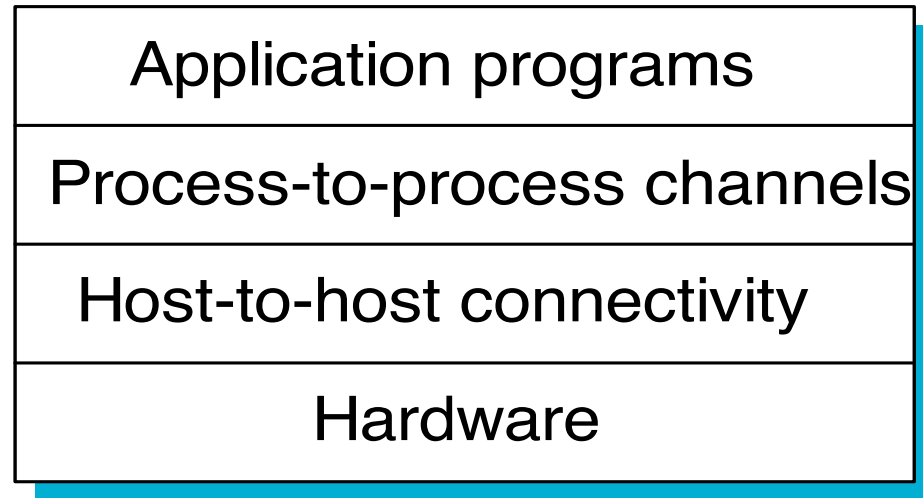 Application programs
Process-to-process channels
Host-to-host connectivity
Hardware